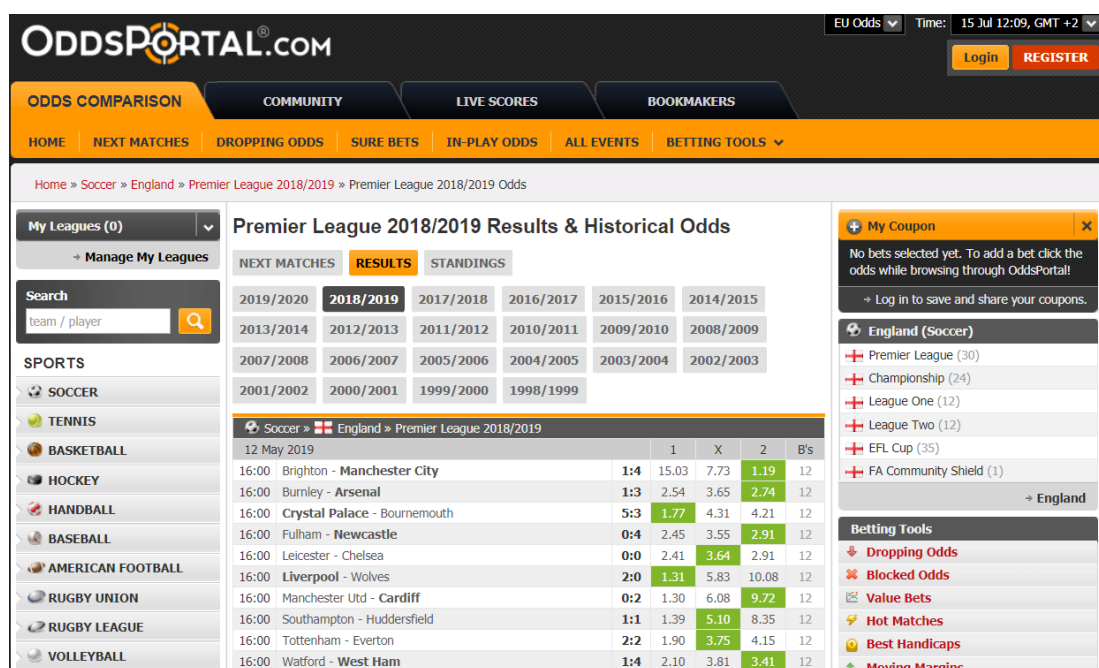 ODDSPORTAL®.COM
EU Odds Time: 15 Jul 12:09, GMT +2
Login REGISTER
ODDS COMPARISON COMMUNITY LIVE SCORES BOOKMAKERS
HOME NEXT MATCHES DROPPING ODDS SURE BETS IN-PLAY ODDS ALL EVENTS BETTING TOOLS
Home » Soccer » England » Premier League 2018/2019 » Premier League 2018/2019 Odds
My Leagues (0)
Manage My Leagues
Search
team / player
SPORTS
SOCCER
TENNIS
BASKETBALL
HOCKEY
HANDBALL
BASEBALL
AMERICAN FOOTBALL
RUGBY UNION
RUGBY LEAGUE
VOLLEYBALL
Premier League 2018/2019 Results & Historical Odds
NEXT MATCHES RESULTS STANDINGS
2019/2020 2018/2019 2017/2018 2016/2017 2015/2016 2014/2015
2013/2014 2012/2013 2011/2012 2010/2011 2009/2010 2008/2009
2007/2008 2006/2007 2005/2006 2004/2005 2003/2004 2002/2003
2001/2002 2000/2001 1999/2000 1998/1999
Soccer » England » Premier League 2018/2019
12 May 2019 1 X 2 B's
16:00 Brighton - Manchester City 1:4 15.03 7.73 1.19 12
16:00 Burnley - Arsenal 1:3 2.54 3.65 2.74 12
16:00 Crystal Palace - Bournemouth 5:3 1.77 4.31 4.21 12
16:00 Fulham - Newcastle 0:4 2.45 3.55 2.91 12
16:00 Leicester - Chelsea 0:0 2.41 3.64 2.91 12
16:00 Liverpool - Wolves 2:0 1.31 5.83 10.08 12
16:00 Manchester Utd - Cardiff 0:2 1.30 6.08 9.72 12
16:00 Southampton - Huddersfield 1:1 1.39 5.10 8.35 12
16:00 Tottenham - Everton 2:2 1.90 3.75 4.15 12
16:00 Watford - West Ham 1:4 2.10 3.81 3.41 12
My Coupon
No bets selected yet. To add a bet click the
odds while browsing through OddsPortal!
Log in to save and share your coupons.
England (Soccer)
Premier League (30)
Championship (24)
League One (12)
League Two (12)
EFL Cup (35)
FA Community Shield (1)
England
Betting Tools
Dropping Odds
Blocked Odds
Value Bets
Hot Matches
Best Handicaps
Moving Margins